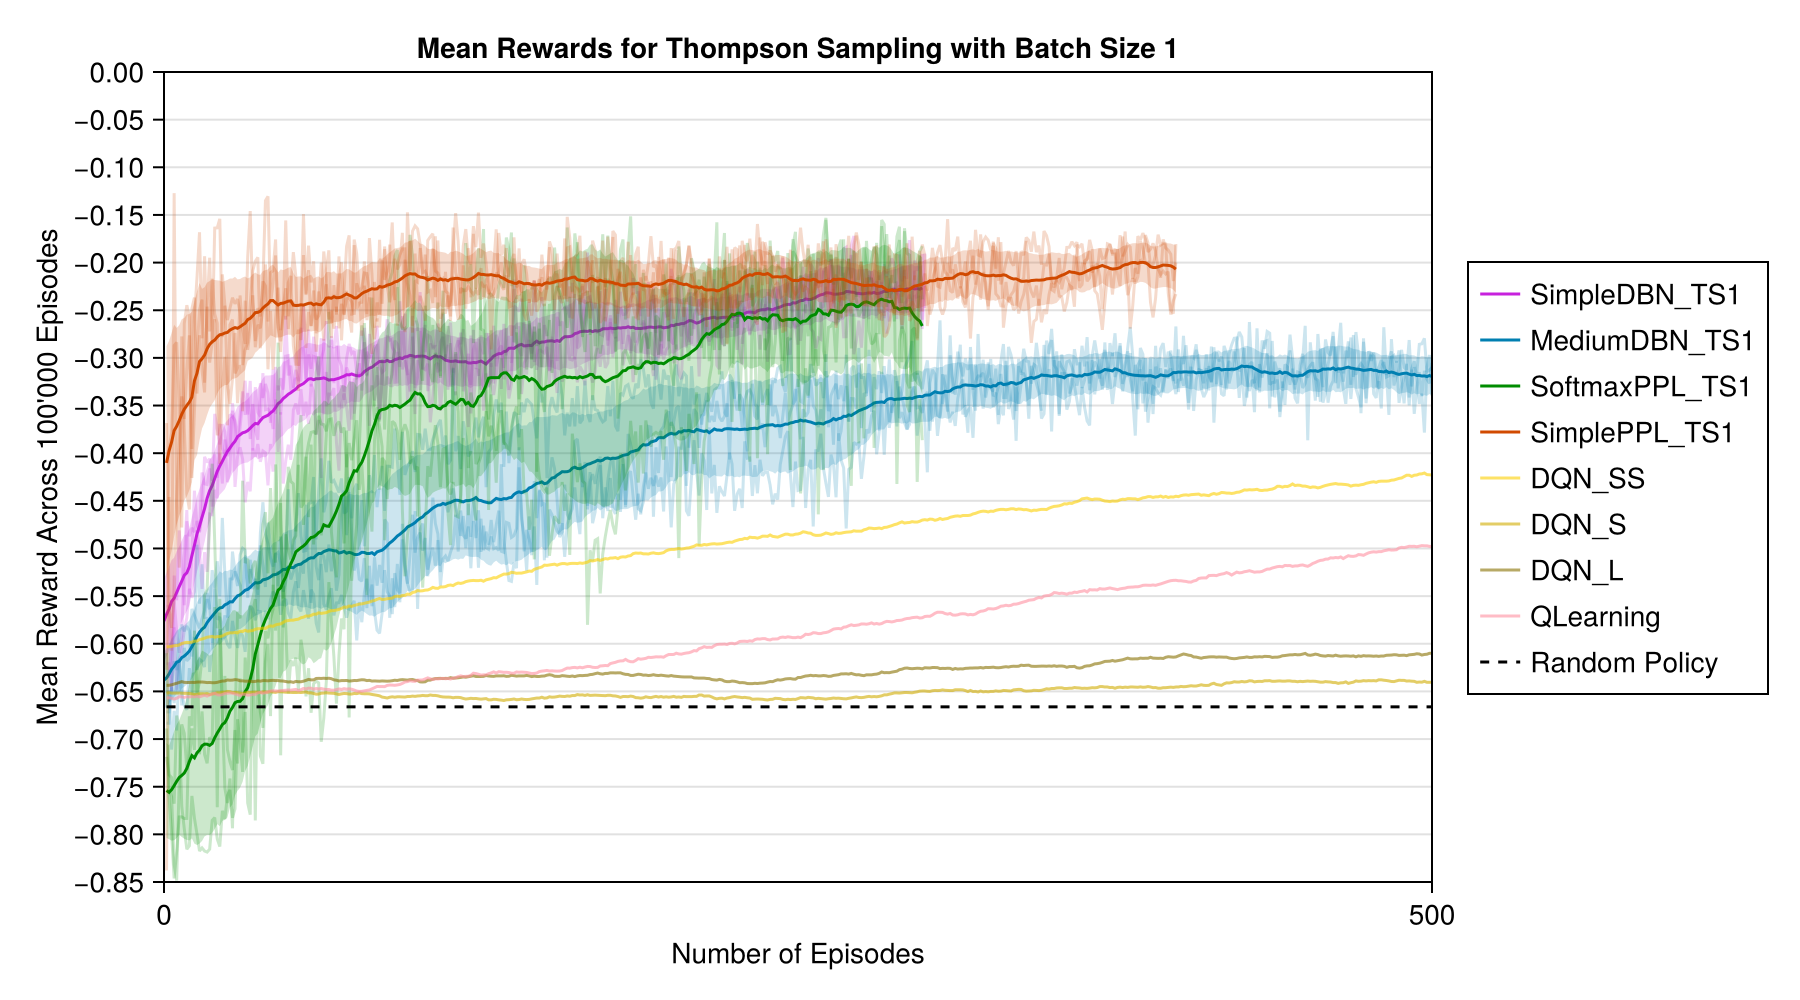 Mean Rewards for Thompson Sampling with Batch Size 1
Mean Reward Across 100'000 Episodes
0.00
−0.05
−0.10
−0.15
−0.20
−0.25
−0.30
−0.35
−0.40
−0.45
−0.50
−0.55
−0.60
−0.65
−0.70
−0.75
−0.80
−0.85
0
500
Number of Episodes
SimpleDBN_TS1
MediumDBN_TS1
SoftmaxPPL_TS1
SimplePPL_TS1
DQN_SS
DQN_S
DQN_L
QLearning
Random Policy